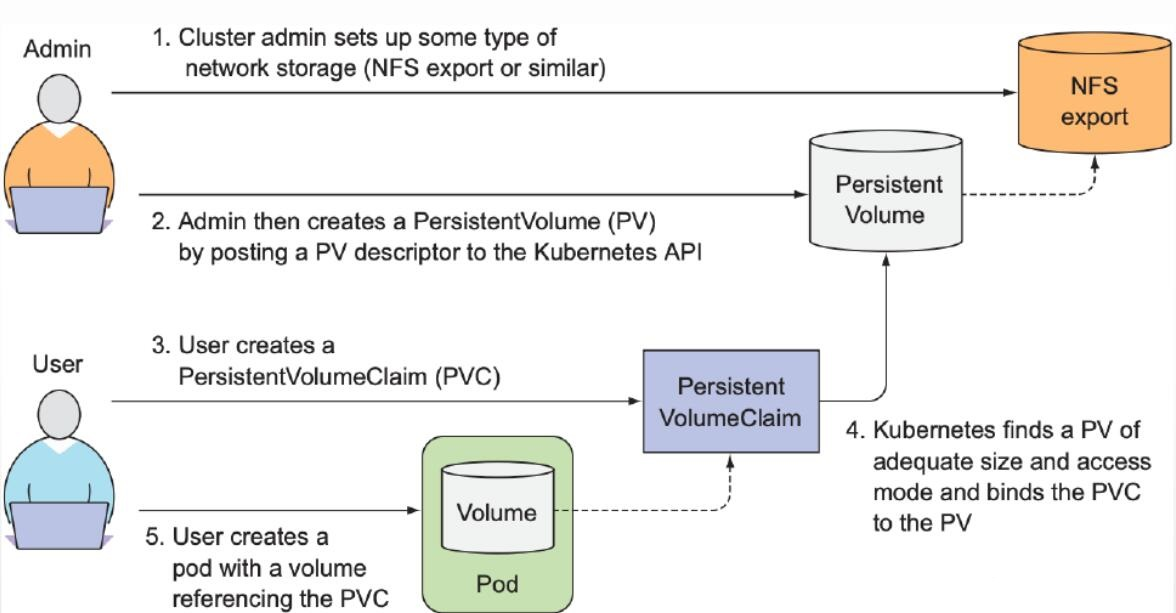 Admin
1. Cluster admin sets up some type of
network storage (NFS export or similar)
NFS
export
Persistent
Volume
2. Admin then creates a PersistentVolume (PV)
by posting a PV descriptor to the Kubernetes API
User
3. User creates a
PersistentVolumeClaim (PVC)
Persistent
VolumeClaim
4. Kubernetes finds a PV of
adequate size and access
mode and binds the PVC
to the PV
Volume
Pod
5. User creates a
pod with a volume
referencing the PVC